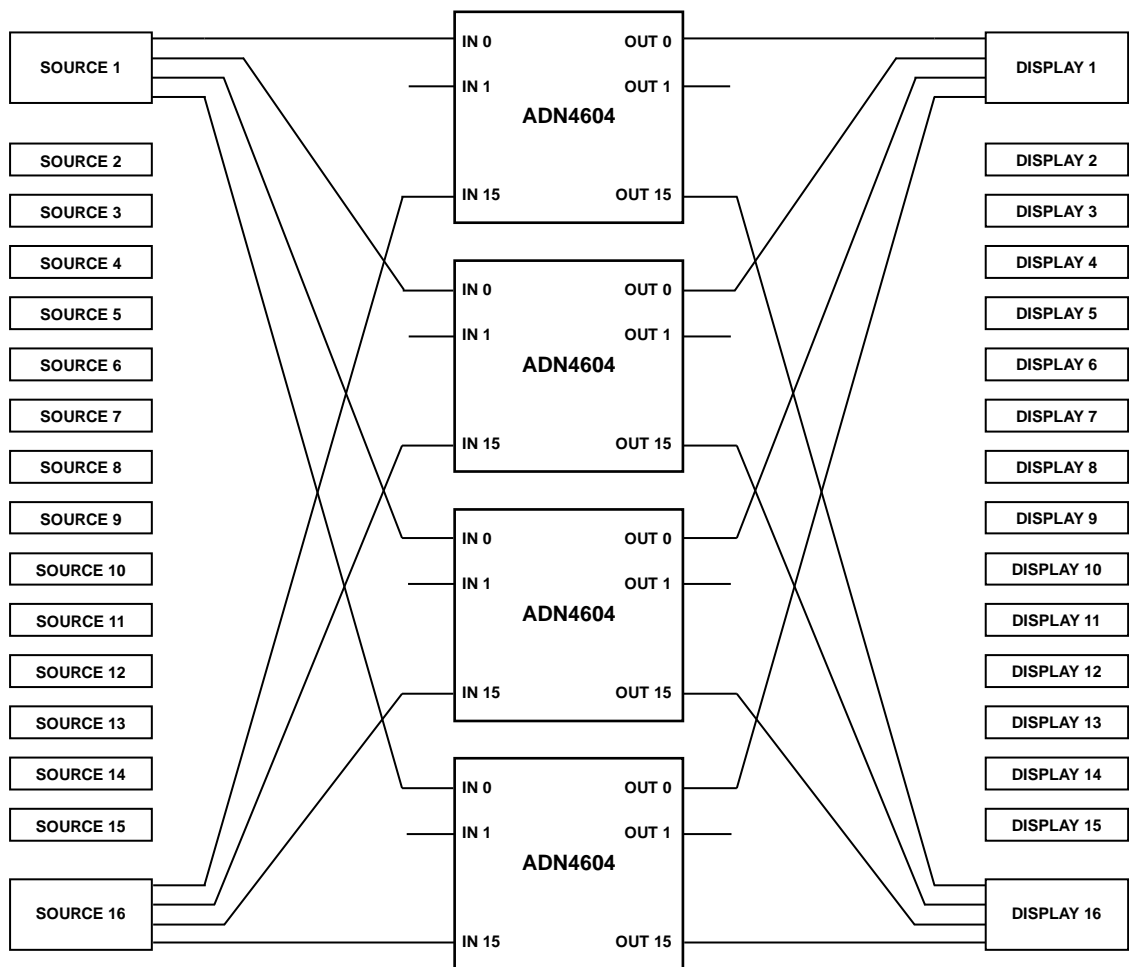 IN 0 OUT 0
SOURCE 1 DISPLAY 1
IN 1 OUT 1
ADN4604
SOURCE 2 DISPLAY 2
IN 15 OUT 15
SOURCE 3 DISPLAY 3
SOURCE 4 DISPLAY 4
IN 0 OUT 0
SOURCE 5 DISPLAY 5
IN 1 OUT 1
SOURCE 6 ADN4604 DISPLAY 6
SOURCE 7 DISPLAY 7
IN 15 OUT 15
SOURCE 8 DISPLAY 8
SOURCE 9 DISPLAY 9
IN 0 OUT 0
SOURCE 10 DISPLAY 10
IN 1 OUT 1
SOURCE 11 ADN4604 DISPLAY 11
SOURCE 12 DISPLAY 12
IN 15 OUT 15
SOURCE 13 DISPLAY 13
SOURCE 14 DISPLAY 14
IN 0 OUT 0
SOURCE 15 DISPLAY 15
IN 1 OUT 1
ADN4604
SOURCE 16 DISPLAY 16
IN 15 OUT 15